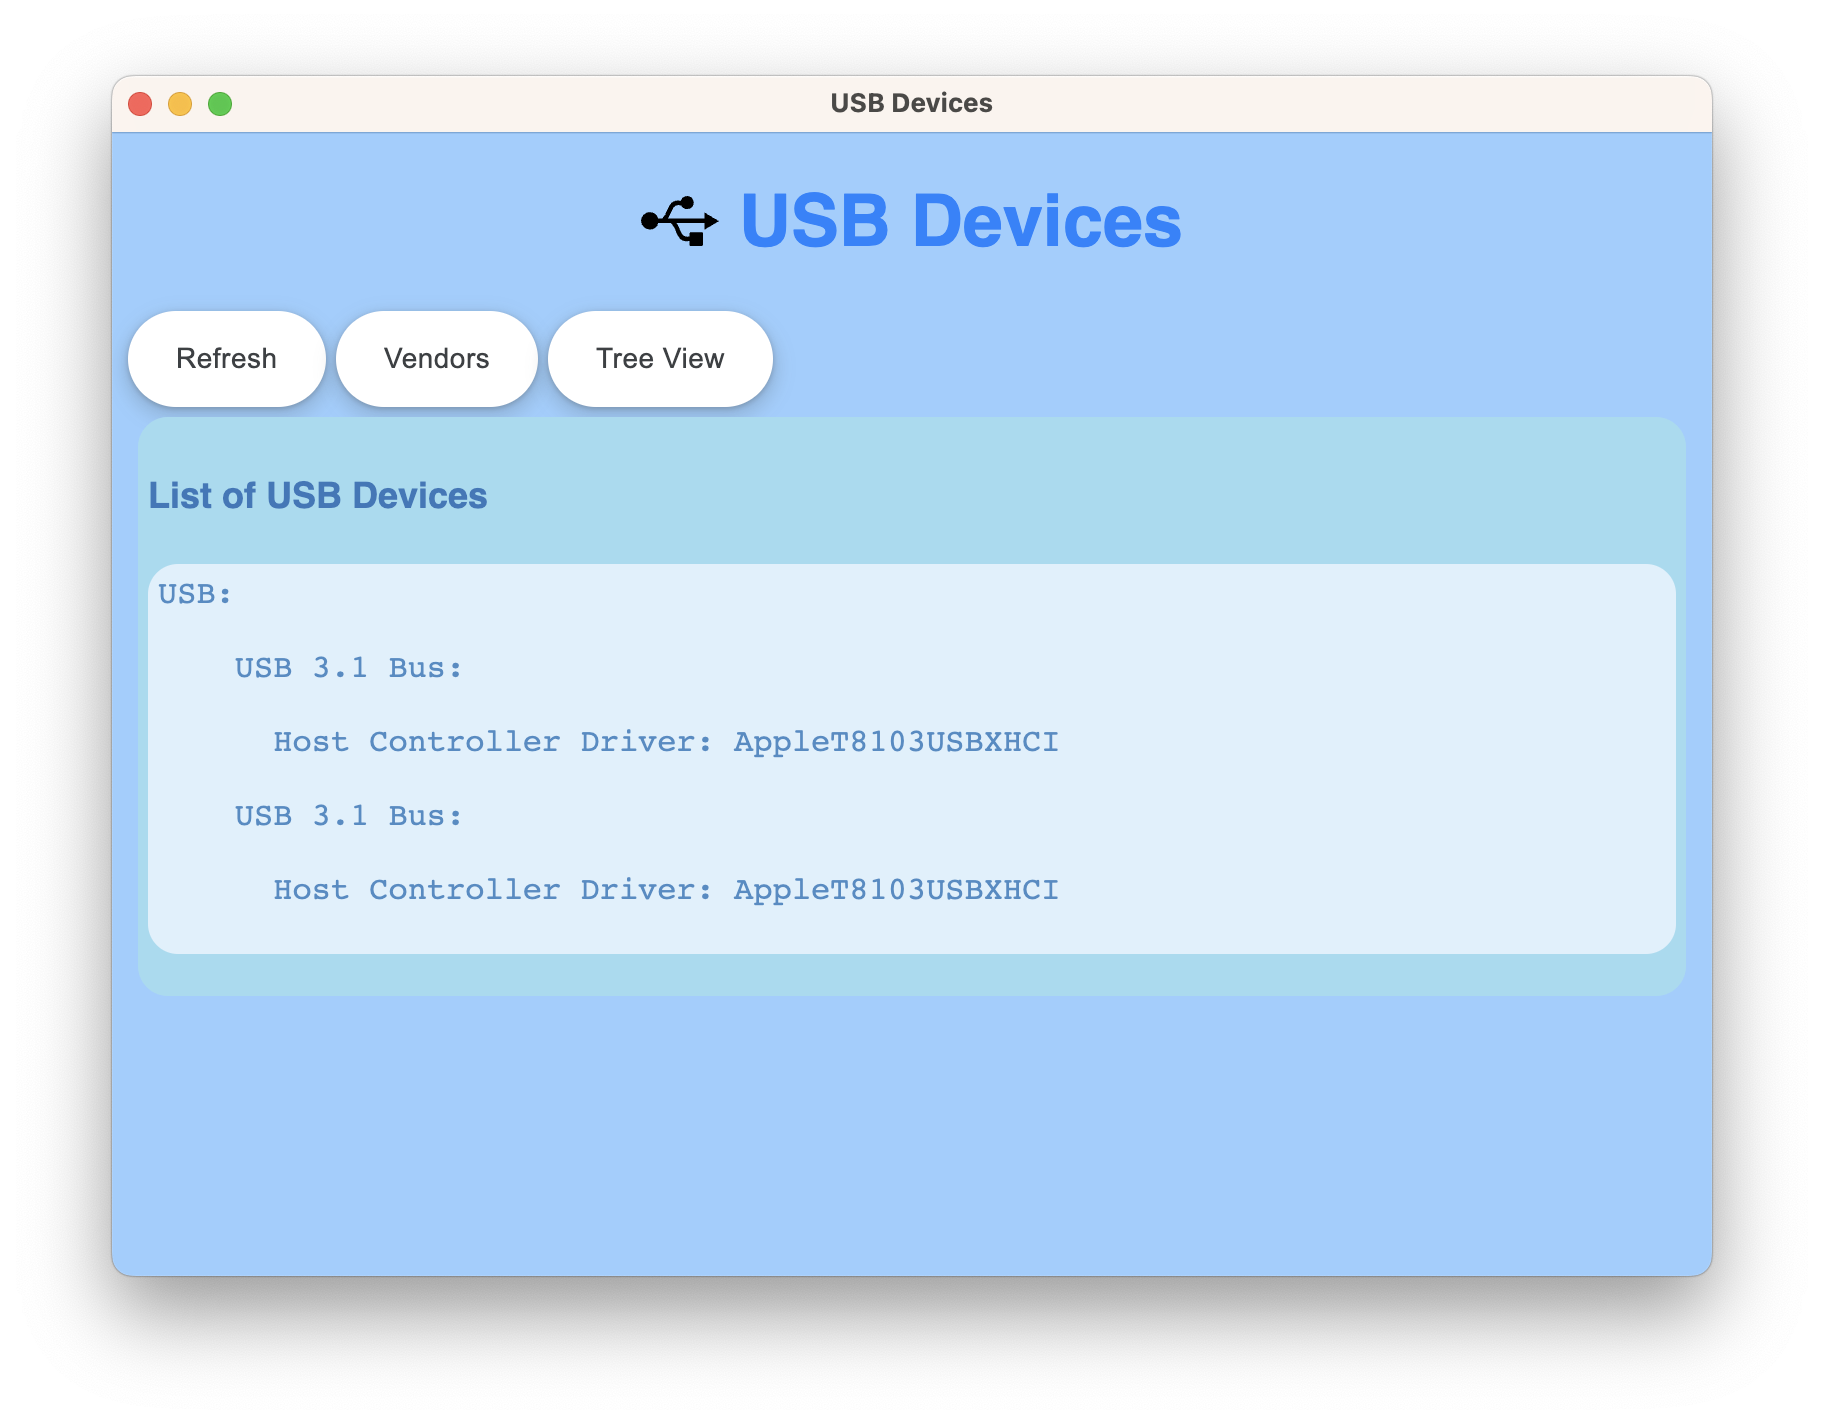 USB Devices
USB Devices
Refresh Vendors Tree View
List of USB Devices
USB:
USB 3.1 Bus:
Host Controller Driver: AppleT8103USBXHCI
USB 3.1 Bus:
Host Controller Driver: AppleT8103USBXHCI